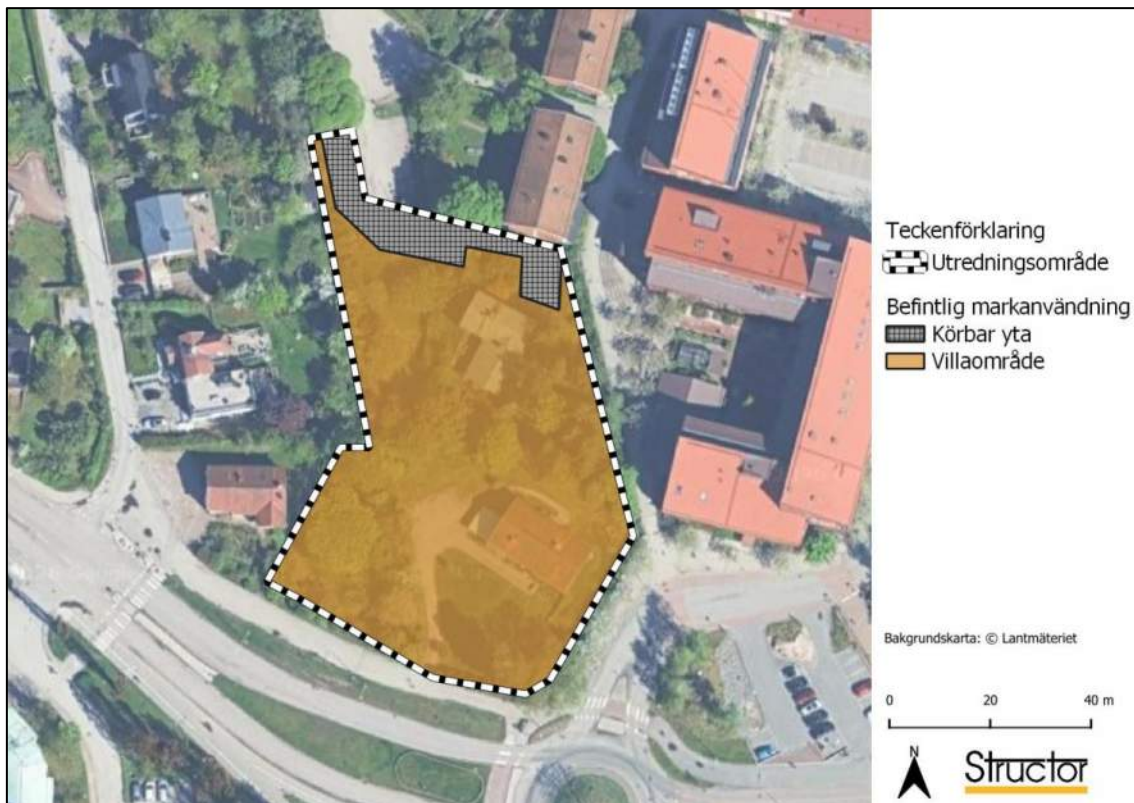 Teckenförklaring
Utredningsområde
Befintlig markanvändning
Körbar yta
Villaområde
Bakgrundskarta: © Lantmäteriet
0 20 40 m
N
Structor